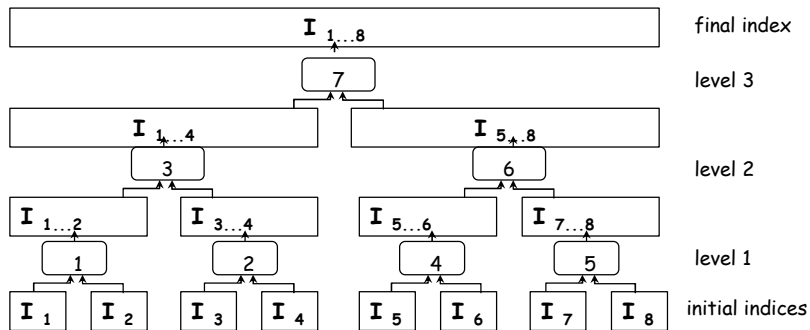 I 1...8 final index
7 level 3
I 1...4 I 5...8
3 6 level 2
I 1...2 I 3...4 I 5...6 I 7...8
1 2 4 5 level 1
I 1 I 2 I 3 I 4 I 5 I 6 I 7 I 8 initial indices